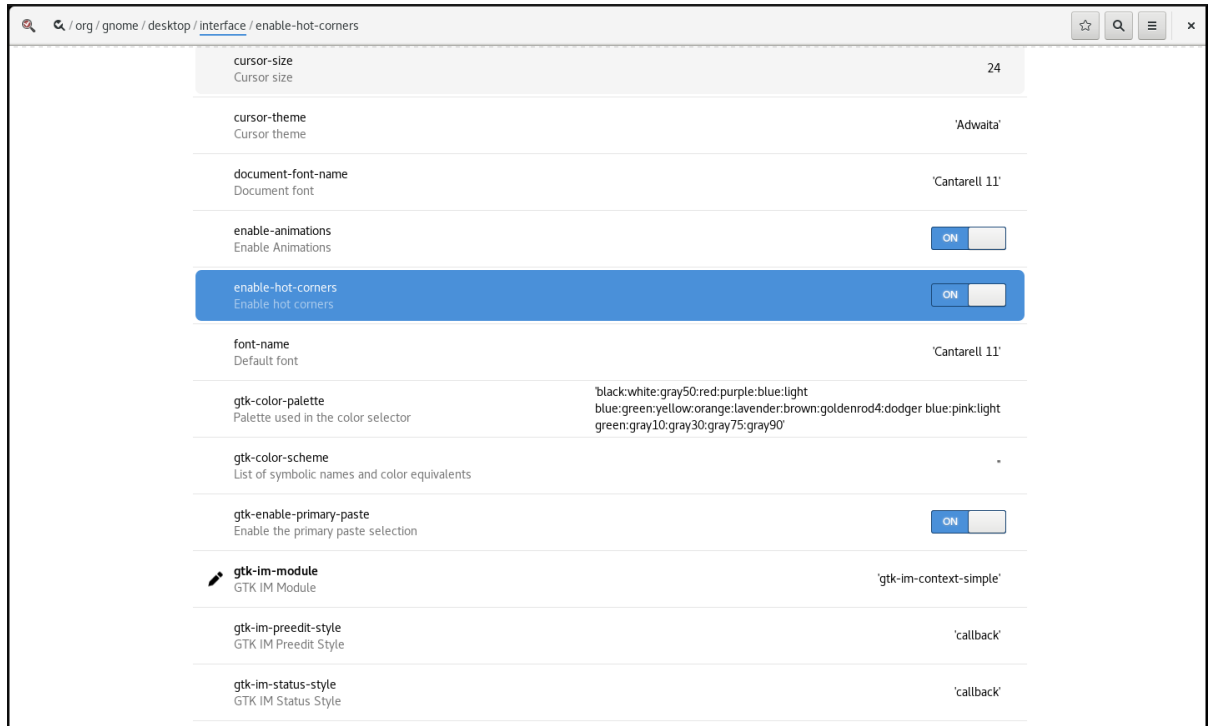 / org / gnome / desktop / interface / enable-hot-corners
cursor-size
Cursor size
24
cursor-theme
Cursor theme
'Adwaita'
document-font-name
Document font
'Cantarell 11'
enable-animations
Enable Animations
ON
enable-hot-corners
Enable hot corners
ON
font-name
Default font
'Cantarell 11'
gtk-color-palette
Palette used in the color selector
'black:white:gray50:red:purple:blue:light
blue:green:yellow:orange:lavender:brown:goldenrod4:dodger blue:pink:light
green:gray10:gray30:gray75:gray90'
gtk-color-scheme
List of symbolic names and color equivalents
''
gtk-enable-primary-paste
Enable the primary paste selection
ON
gtk-im-module
GTK IM Module
'gtk-im-context-simple'
gtk-im-preedit-style
GTK IM Preedit Style
'callback'
gtk-im-status-style
GTK IM Status Style
'callback'